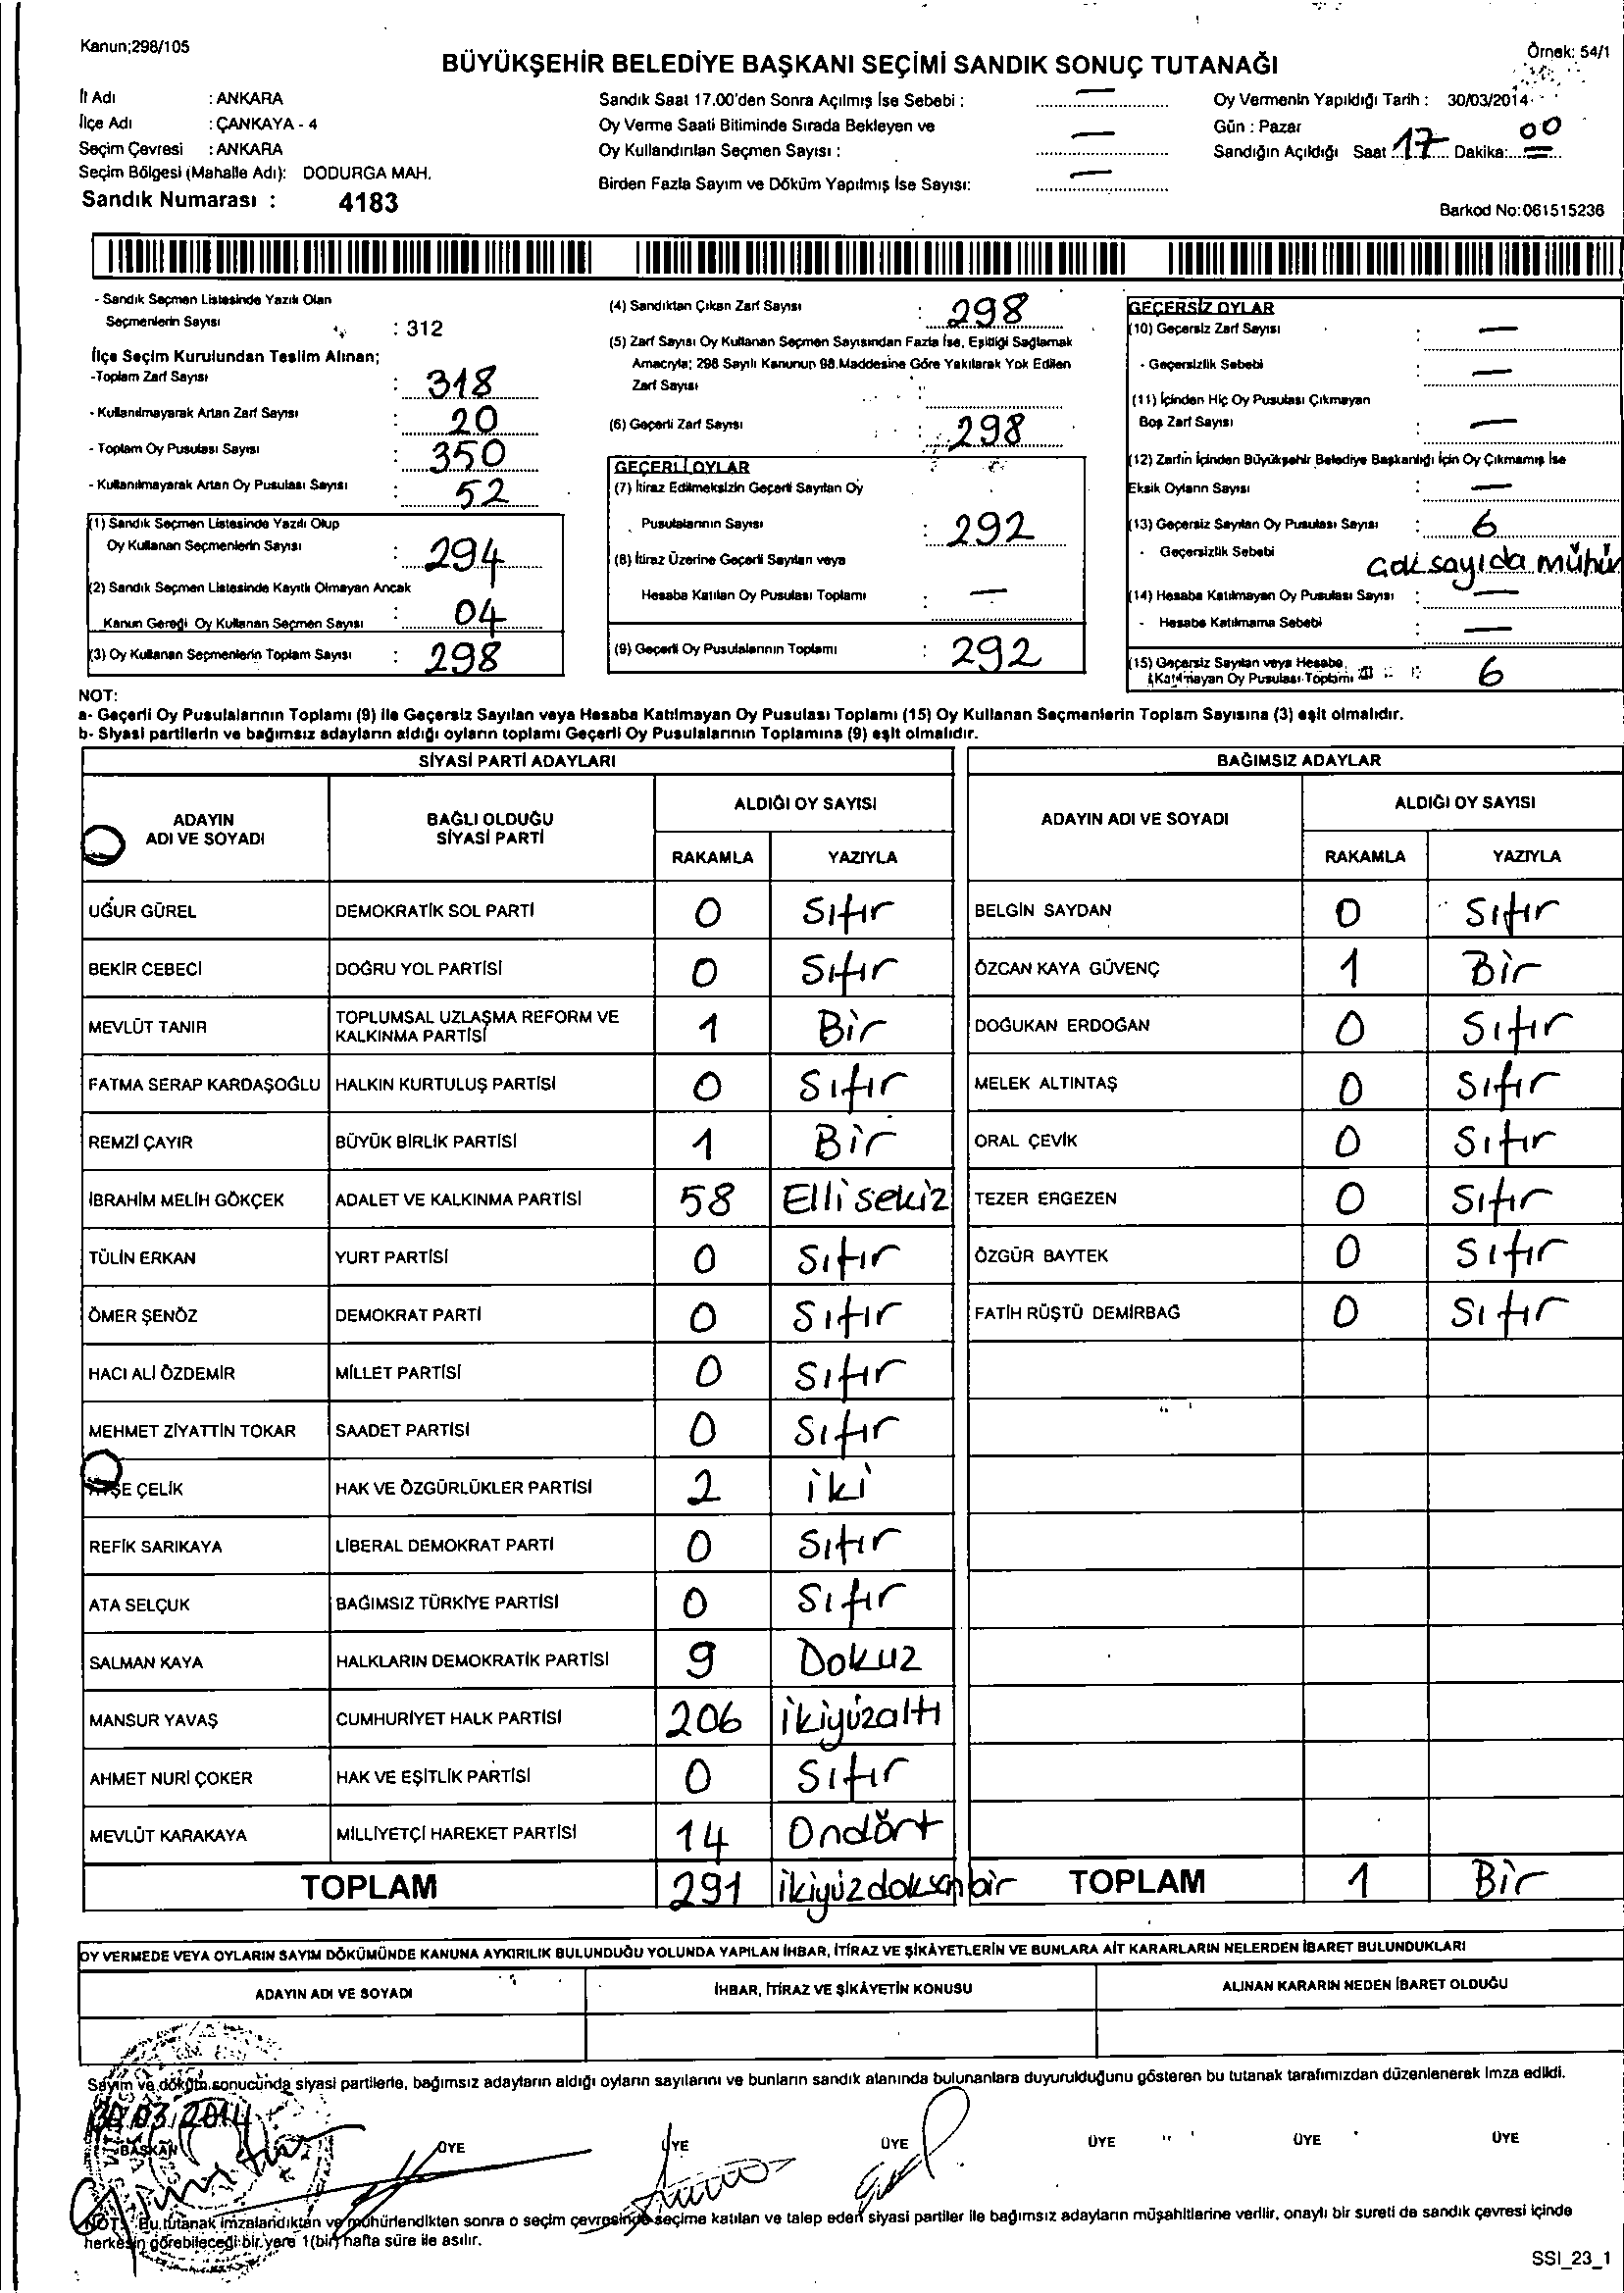 Kanun;298/105
Örnek: 54/1
BÜYÜKŞEHİR BELEDİYE BAŞKANI SEÇİMİ SANDIK SONUÇ TUTANAĞI
İl Adı : ANKARA
İlçe Adı : ÇANKAYA - 4
Seçim Çevresi : ANKARA
Seçim Bölgesi (Mahalle Adı): DODURGA MAH.
Sandık Numarası : 4183
Sandık Saat 17.00'den Sonra Açılmış İse Sebebi : —
Oy Verme Saati Bitiminde Sırada Bekleyen ve
Oy Kullandırılan Seçmen Sayısı : —
Birden Fazla Sayım ve Döküm Yapılmış İse Sayısı: —
Oy Vermenin Yapıldığı Tarih : 30/03/2014
Gün : Pazar
Sandığın Açıldığı Saat 17 Dakika: 00
Barkod No:061515236
- Sandık Seçmen Listesinde Yazılı Olan
Seçmenlerin Sayısı : 312
İlçe Seçim Kurulundan Teslim Alınan;
-Toplam Zarf Sayısı : 318
- Kullanılmayarak Artan Zarf Sayısı : 20
- Toplam Oy Pusulası Sayısı : 350
- Kullanılmayarak Artan Oy Pusulası Sayısı : 52
(1) Sandık Seçmen Listesinde Yazılı Olup
Oy Kullanan Seçmenlerin Sayısı : 294
(2) Sandık Seçmen Listesinde Kayıtlı Olmayan Ancak
Kanun Gereği Oy Kullanan Seçmen Sayısı : 04
(3) Oy Kullanan Seçmenlerin Toplam Sayısı : 298
(4) Sandıktan Çıkan Zarf Sayısı : 298
(5) Zarf Sayısı Oy Kullanan Seçmen Sayısından Fazla İse, Eşitliği Sağlamak
Amacıyla; 298 Sayılı Kanunun 98.Maddesine Göre Yakılarak Yok Edilen
Zarf Sayısı :
(6) Geçerli Zarf Sayısı : 298
GEÇERLİ OYLAR
(7) İtiraz Edilmeksizin Geçerli Sayılan Oy
Pusulalarının Sayısı : 292
(8) İtiraz Üzerine Geçerli Sayılan veya
Hesaba Katılan Oy Pusulası Toplamı : —
(9) Geçerli Oy Pusulalarının Toplamı : 292
GEÇERSİZ OYLAR
(10) Geçersiz Zarf Sayısı : —
- Geçersizlik Sebebi : —
(11) İçinden Hiç Oy Pusulası Çıkmayan
Boş Zarf Sayısı : —
(12) Zarfın İçinden Büyükşehir Belediye Başkanlığı İçin Oy Çıkmamış İse
Eksik Oyların Sayısı : —
(13) Geçersiz Sayılan Oy Pusulası Sayısı : 6
- Geçersizlik Sebebi Çok sayıda mühür
(14) Hesaba Katılmayan Oy Pusulası Sayısı : —
- Hesaba Katılmama Sebebi : —
(15) Geçersiz Sayılan veya Hesaba
Katılmayan Oy Pusulası Toplamı : 6
NOT:
a- Geçerli Oy Pusulalarının Toplamı (9) ile Geçersiz Sayılan veya Hesaba Katılmayan Oy Pusulası Toplamı (15) Oy Kullanan Seçmenlerin Toplam Sayısına (3) eşit olmalıdır.
b- Siyasi partilerin ve bağımsız adayların aldığı oyların toplamı Geçerli Oy Pusulalarının Toplamına (9) eşit olmalıdır.
SİYASİ PARTİ ADAYLARI
ADAYIN ADI VE SOYADI BAĞLI OLDUĞU SİYASİ PARTİ ALDIĞI OY SAYISI
RAKAMLA YAZIYLA
UĞUR GÜREL DEMOKRATİK SOL PARTİ 0 Sıfır
BEKİR CEBECİ DOĞRU YOL PARTİSİ 0 Sıfır
MEVLÜT TANIR TOPLUMSAL UZLAŞMA REFORM VE KALKINMA PARTİSİ 1 Bir
FATMA SERAP KARDAŞOĞLU HALKIN KURTULUŞ PARTİSİ 0 Sıfır
REMZİ ÇAYIR BÜYÜK BİRLİK PARTİSİ 1 Bir
İBRAHİM MELİH GÖKÇEK ADALET VE KALKINMA PARTİSİ 58 Elli sekiz
TÜLİN ERKAN YURT PARTİSİ 0 Sıfır
ÖMER ŞENÖZ DEMOKRAT PARTİ 0 Sıfır
HACI ALİ ÖZDEMİR MİLLET PARTİSİ 0 Sıfır
MEHMET ZİYATTİN TOKAR SAADET PARTİSİ 0 Sıfır
ÇELİK HAK VE ÖZGÜRLÜKLER PARTİSİ 2 iki
REFİK SARIKAYA LİBERAL DEMOKRAT PARTİ 0 Sıfır
ATA SELÇUK BAĞIMSIZ TÜRKİYE PARTİSİ 0 Sıfır
SALMAN KAYA HALKLARIN DEMOKRATİK PARTİSİ 9 Dokuz
MANSUR YAVAŞ CUMHURİYET HALK PARTİSİ 206 ikiyüzaltı
AHMET NURİ ÇOKER HAK VE EŞİTLİK PARTİSİ 0 Sıfır
MEVLÜT KARAKAYA MİLLİYETÇİ HAREKET PARTİSİ 14 Ondört
TOPLAM 291 ikiyüzdoksanbir
BAĞIMSIZ ADAYLAR
ADAYIN ADI VE SOYADI ALDIĞI OY SAYISI
RAKAMLA YAZIYLA
BELGİN SAYDAN 0 Sıfır
ÖZCAN KAYA GÜVENÇ 1 Bir
DOĞUKAN ERDOĞAN 0 Sıfır
MELEK ALTINTAŞ 0 Sıfır
ORAL ÇEVİK 0 Sıfır
TEZER ERGEZEN 0 Sıfır
ÖZGÜR BAYTEK 0 Sıfır
FATİH RÜŞTÜ DEMİRBAĞ 0 Sıfır
TOPLAM 1 Bir
OY VERMEDE VEYA OYLARIN SAYIM DÖKÜMÜNDE KANUNA AYKIRILIK BULUNDUĞU YOLUNDA YAPILAN İHBAR, İTİRAZ VE ŞİKÂYETLERİN VE BUNLARA AİT KARARLARIN NELERDEN İBARET BULUNDUKLARI
ADAYIN ADI VE SOYADI İHBAR, İTİRAZ VE ŞİKÂYETİN KONUSU ALINAN KARARIN NEDEN İBARET OLDUĞU
Sayım ve döküm sonucunda siyasi partilerle, bağımsız adayların aldığı oyların sayılarını ve bunların sandık alanında bulunanlara duyurulduğunu gösteren bu tutanak tarafımızdan düzenlenerek imza edildi.
30.03.2014
BAŞKAN ÜYE ÜYE ÜYE ÜYE ÜYE ÜYE
NOT: Bu tutanak imzalandıktan ve mühürlendikten sonra o seçim çevresinde seçime katılan ve talep eden siyasi partiler ile bağımsız adayların müşahitlerine verilir, onaylı bir sureti de sandık çevresi içinde
herkesin görebileceği bir yere 1(bir) hafta süre ile asılır.
SSI_23_1